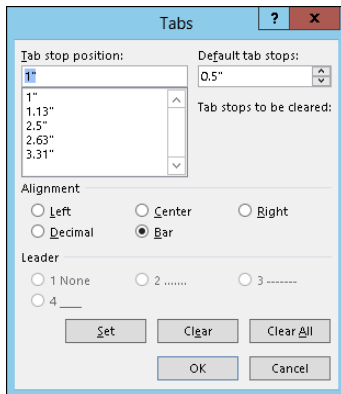 Tabs ? x
Tab stop position: Default tab stops:
1" 0.5"
1" Tab stops to be cleared:
1.13"
2.5"
2.63"
3.31"
Alignment
Left Center Right
Decimal Bar
Leader
1 None 2 ....... 3 -------
4 ___
Set Clear Clear All
OK Cancel